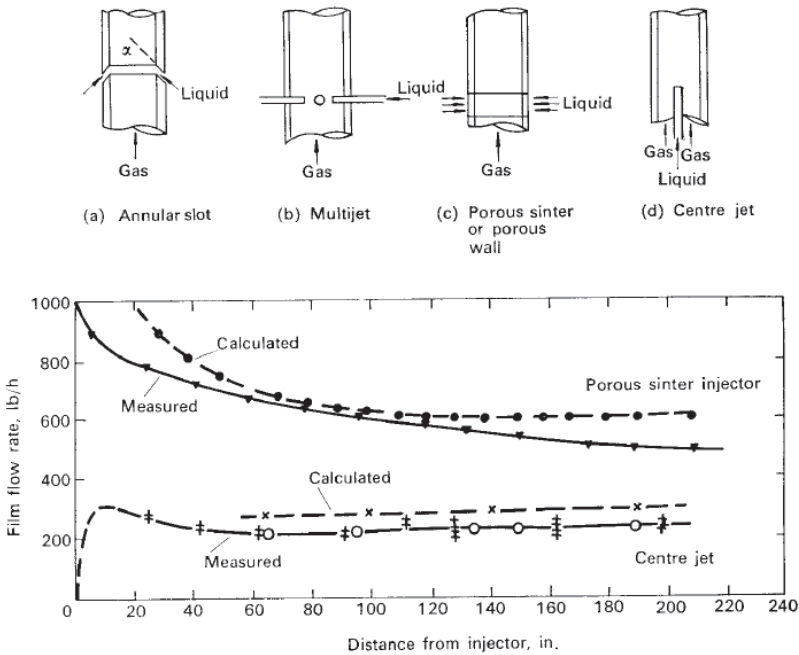 α
Liquid
Gas
(a) Annular slot
Liquid
Gas
(b) Multijet
Liquid
Gas
(c) Porous sinter
or porous
wall
Gas Gas
Liquid
(d) Centre jet
Film flow rate, lb/h
1000
800
600
400
200
0
Calculated
Measured
Porous sinter injector
Calculated
Measured
Centre jet
0 20 40 60 80 100 120 140 160 180 200 220 240
Distance from injector, in.